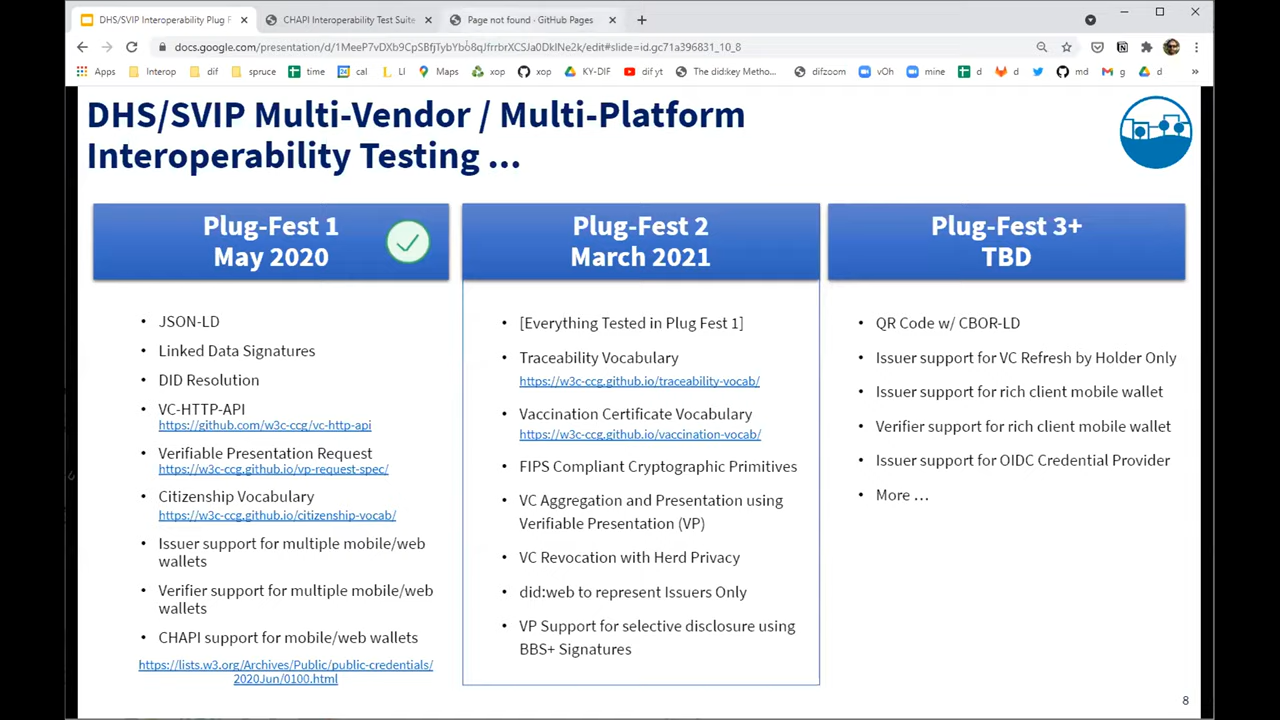 DHS/SVIP Interoperability Plug F
CHAPI Interoperability Test Suite
Page not found · GitHub Pages
docs.google.com/presentation/d/1MeeP7vDXb9CpSBfjTybYbo8qJfrrbrXCSJa0DkINe2k/edit#slide=id.gc71a396831_10_8
Apps
Interop
dif
spruce
time
cal
LI
Maps
xop
xop
KY-DIF
dif yt
The did:key Metho...
difzoom
vOh
mine
d
d
md
g
d
»
DHS/SVIP Multi-Vendor / Multi-Platform
Interoperability Testing ...
Plug-Fest 1
May 2020
• JSON-LD
• Linked Data Signatures
• DID Resolution
• VC-HTTP-API
https://github.com/w3c-ccg/vc-http-api
• Verifiable Presentation Request
https://w3c-ccg.github.io/vp-request-spec/
• Citizenship Vocabulary
https://w3c-ccg.github.io/citizenship-vocab/
• Issuer support for multiple mobile/web
wallets
• Verifier support for multiple mobile/web
wallets
• CHAPI support for mobile/web wallets
https://lists.w3.org/Archives/Public/public-credentials/
2020Jun/0100.html
Plug-Fest 2
March 2021
• [Everything Tested in Plug Fest 1]
• Traceability Vocabulary
https://w3c-ccg.github.io/traceability-vocab/
• Vaccination Certificate Vocabulary
https://w3c-ccg.github.io/vaccination-vocab/
• FIPS Compliant Cryptographic Primitives
• VC Aggregation and Presentation using
Verifiable Presentation (VP)
• VC Revocation with Herd Privacy
• did:web to represent Issuers Only
• VP Support for selective disclosure using
BBS+ Signatures
Plug-Fest 3+
TBD
• QR Code w/ CBOR-LD
• Issuer support for VC Refresh by Holder Only
• Issuer support for rich client mobile wallet
• Verifier support for rich client mobile wallet
• Issuer support for OIDC Credential Provider
• More ...
8